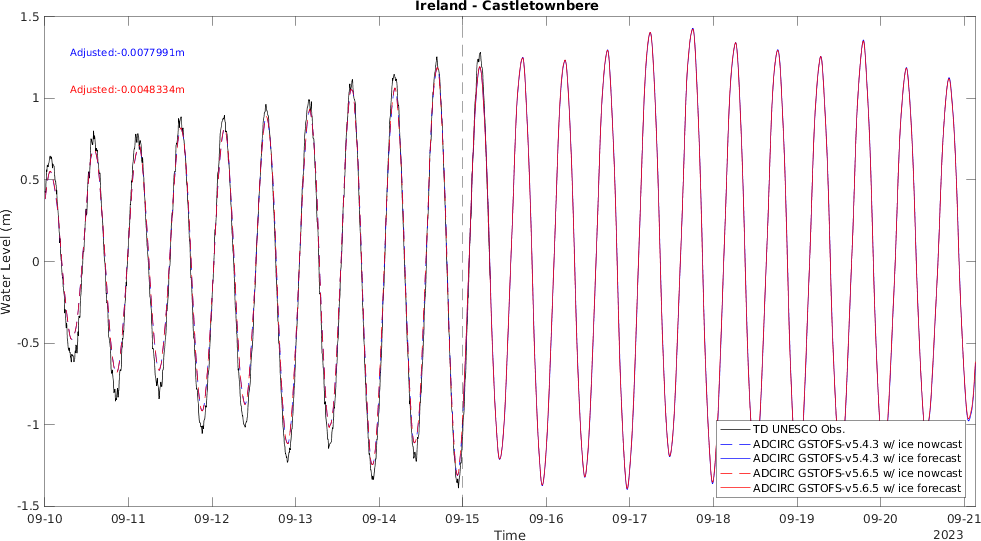 Ireland - Castletownbere
Adjusted:-0.0077991m
Adjusted:-0.0048334m
1.5
1
0.5
0
-0.5
-1
-1.5
Water Level (m)
TD UNESCO Obs.
ADCIRC GSTOFS-v5.4.3 w/ ice nowcast
ADCIRC GSTOFS-v5.4.3 w/ ice forecast
ADCIRC GSTOFS-v5.6.5 w/ ice nowcast
ADCIRC GSTOFS-v5.6.5 w/ ice forecast
09-10 09-11 09-12 09-13 09-14 09-15 09-16 09-17 09-18 09-19 09-20 09-21
Time
2023